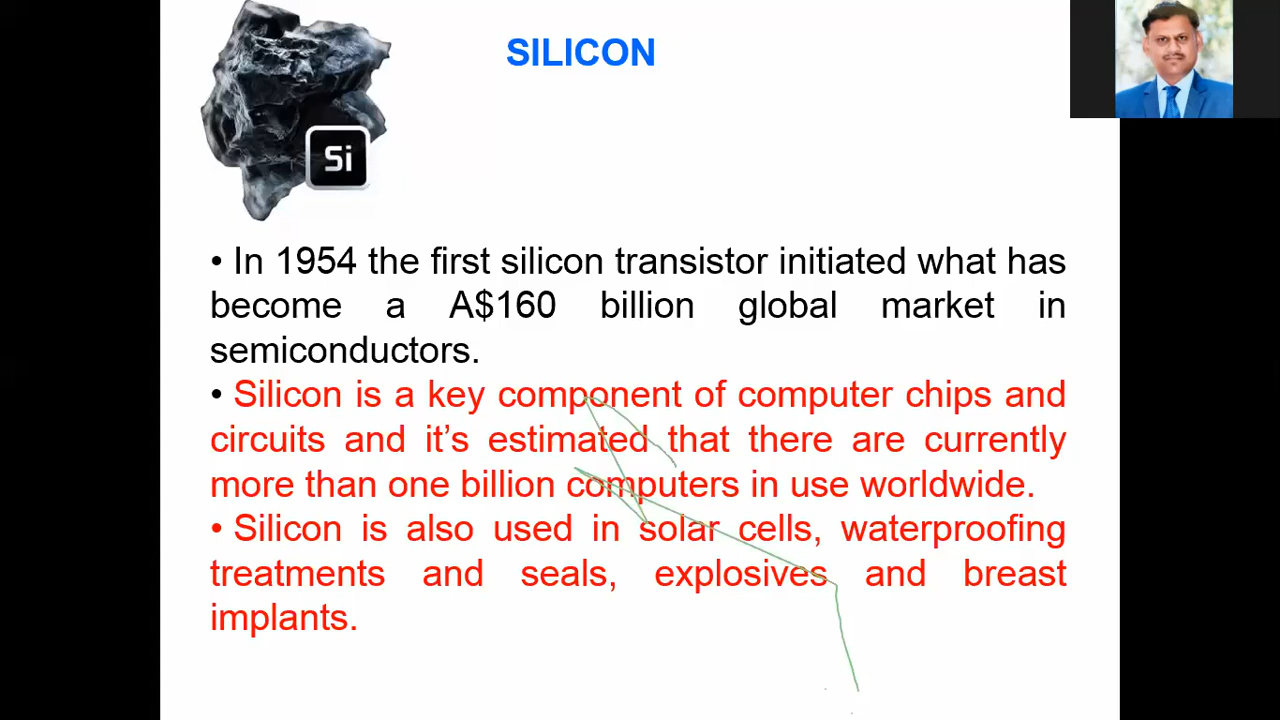 SILICON
Si
• In 1954 the first silicon transistor initiated what has
become a A$160 billion global market in
semiconductors.
• Silicon is a key component of computer chips and
circuits and it’s estimated that there are currently
more than one billion computers in use worldwide.
• Silicon is also used in solar cells, waterproofing
treatments and seals, explosives and breast
implants.